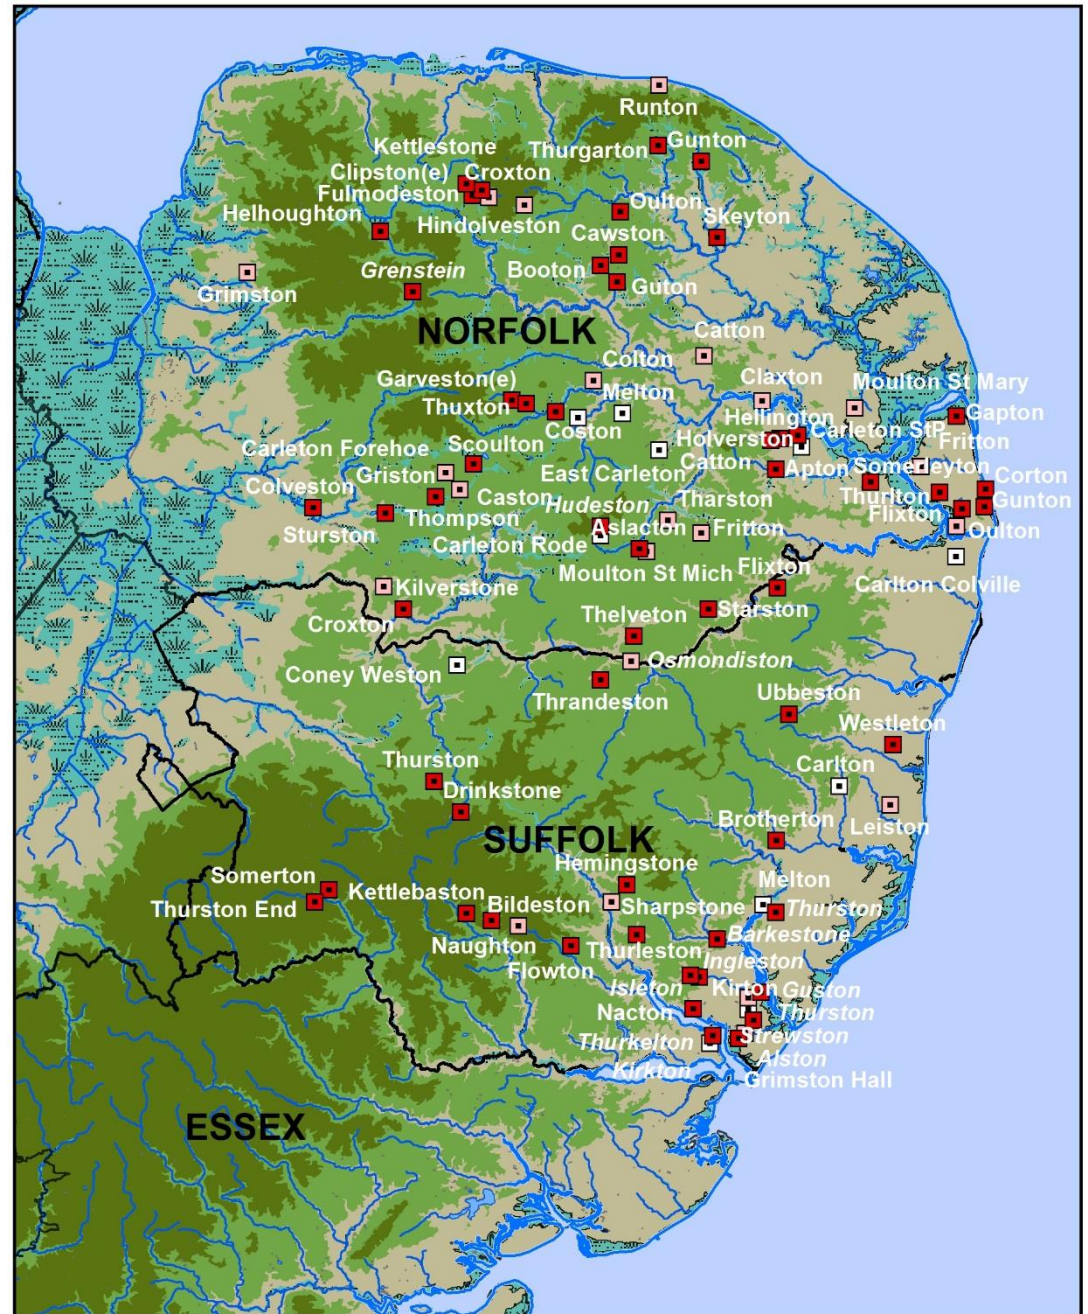 Runton
Thurgarton
Gunton
Kettlestone
Clipston(e)
Croxton
Fulmodeston
Helhoughton
Hindolveston
Oulton
Skeyton
Cawston
Grenstein
Booton
Guton
Grimston
NORFOLK
Catton
Colton
Garveston(e)
Melton
Claxton
Moulton St Mary
Thuxton
Coston
Hellington
Gapton
Carleton StP
Fritton
Carleton Forehoe
Scoulton
Holverston
Griston
East Carleton
Catton
Apton
Somerleyton
Corton
Colveston
Caston
Hudeston
Tharston
Thurlton
Gunton
Thompson
Flixton
Sturston
Aslacton
Fritton
Oulton
Carleton Rode
Moulton St Mich
Flixton
Carlton Colville
Kilverstone
Croxton
Thelveton
Starston
Coney Weston
Osmondiston
Thrandeston
Ubbeston
Westleton
Thurston
Carlton
Drinkstone
Brotherton
Leiston
SUFFOLK
Hemingstone
Somerton
Kettlebaston
Melton
Thurston End
Bildeston
Sharpstone
Thurston
Naughton
Thurleston
Barkestone
Flowton
Ingleston
Isleton
Kirton
Guston
Nacton
Thurston
Thurkelton
Strewston
Alston
Kirkton
Grimston Hall
ESSEX